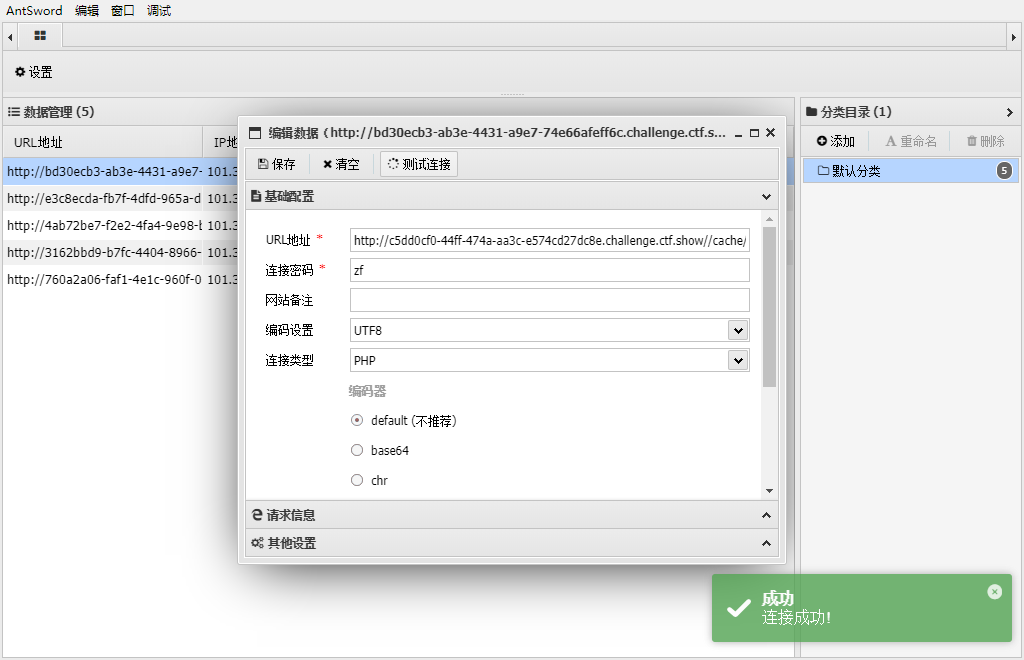 AntSword 编辑 窗口 调试
设置
数据管理 (5)
分类目录 (1)
URL地址 IP地
添加 重命名 删除
http://bd30ecb3-ab3e-4431-a9e7- 101.3
默认分类 5
http://e3c8ecda-fb7f-4dfd-965a-d 101.3
http://4ab72be7-f2e2-4fa4-9e98-b 101.3
http://3162bbd9-b7fc-4404-8966- 101.3
http://760a2a06-faf1-4e1c-960f-0 101.3
编辑数据 (http://bd30ecb3-ab3e-4431-a9e7-74e66afeff6c.challenge.ctf.s...
保存 清空 测试连接
基础配置
URL地址 * http://c5dd0cf0-44ff-474a-aa3c-e574cd27dc8e.challenge.ctf.show//cache/
连接密码 * zf
网站备注
编码设置 UTF8
连接类型 PHP
编码器
default (不推荐)
base64
chr
请求信息
其他设置
成功
连接成功!